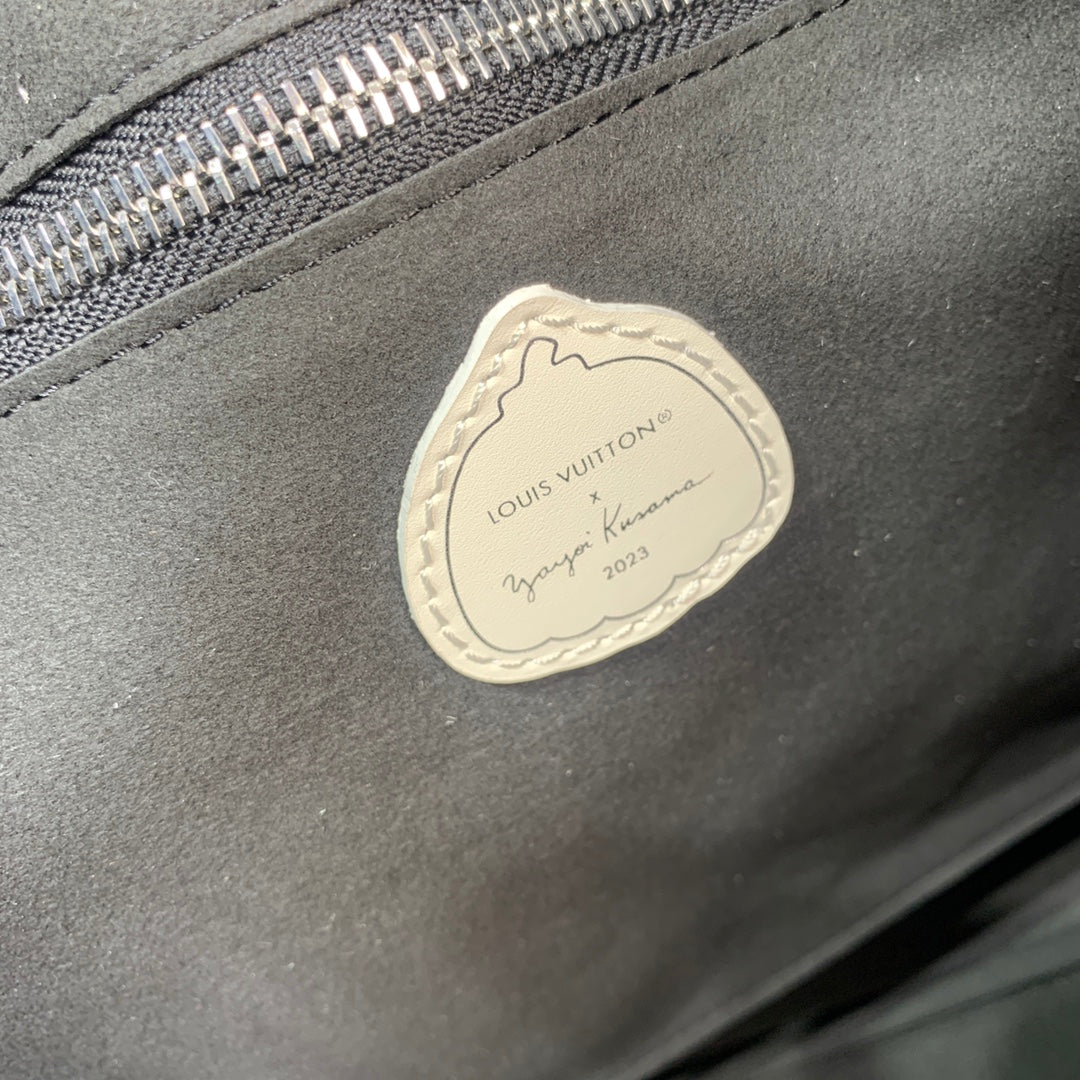 LOUIS VUITTON®
x
Yayoi Kusama
2023